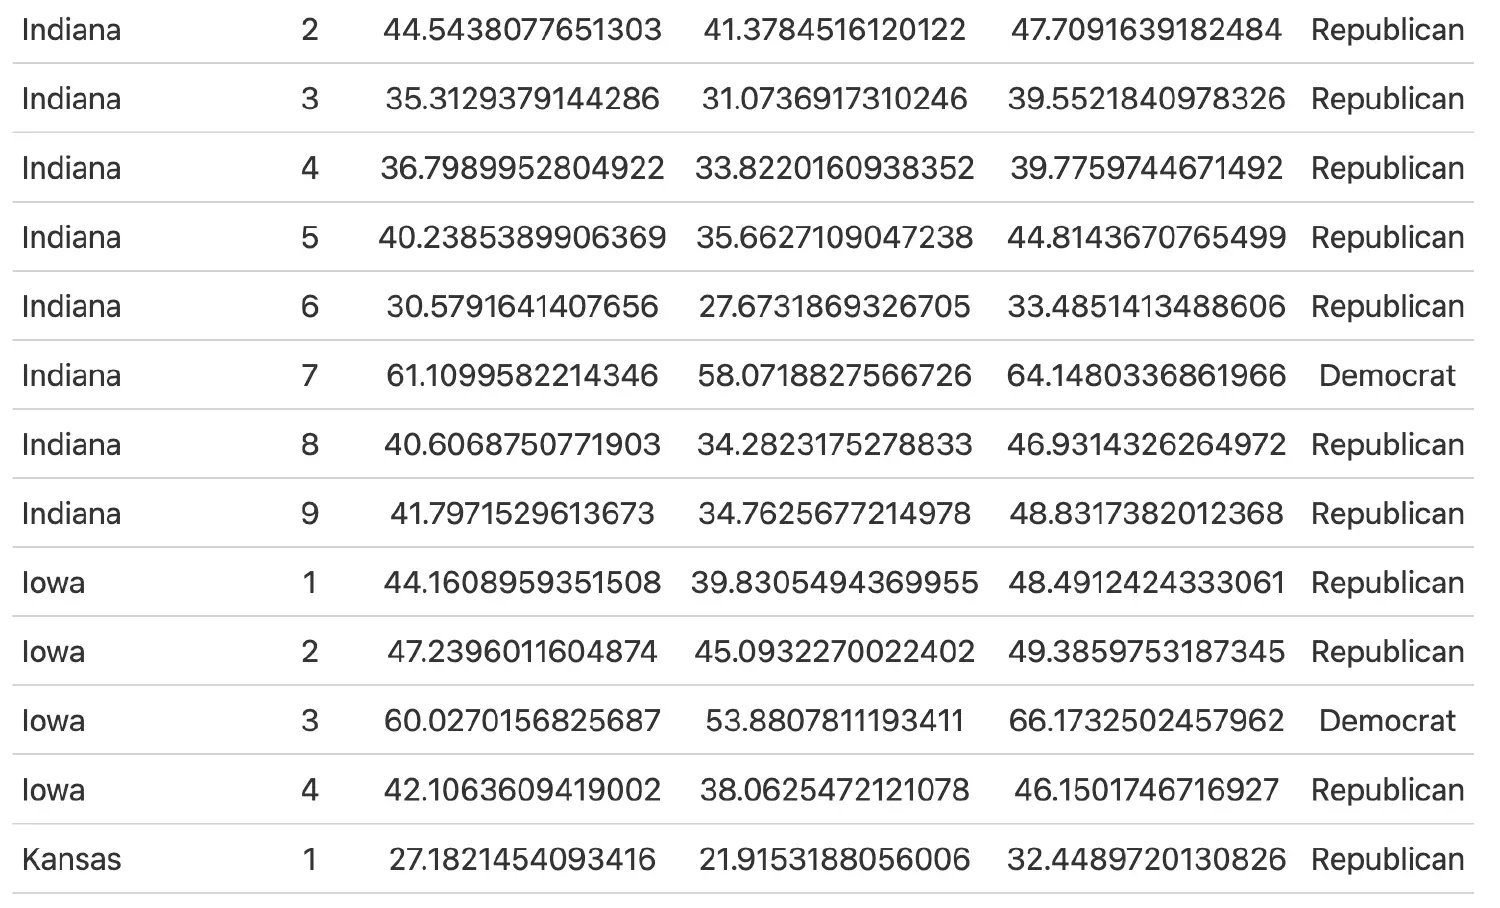 Indiana 2 44.5438077651303 41.3784516120122 47.7091639182484 Republican
Indiana 3 35.3129379144286 31.0736917310246 39.5521840978326 Republican
Indiana 4 36.7989952804922 33.8220160938352 39.7759744671492 Republican
Indiana 5 40.2385389906369 35.6627109047238 44.8143670765499 Republican
Indiana 6 30.5791641407656 27.6731869326705 33.4851413488606 Republican
Indiana 7 61.1099582214346 58.0718827566726 64.1480336861966 Democrat
Indiana 8 40.6068750771903 34.2823175278833 46.9314326264972 Republican
Indiana 9 41.7971529613673 34.7625677214978 48.8317382012368 Republican
Iowa 1 44.1608959351508 39.8305494369955 48.4912424333061 Republican
Iowa 2 47.2396011604874 45.0932270022402 49.3859753187345 Republican
Iowa 3 60.0270156825687 53.8807811193411 66.1732502457962 Democrat
Iowa 4 42.1063609419002 38.0625472121078 46.1501746716927 Republican
Kansas 1 27.1821454093416 21.9153188056006 32.4489720130826 Republican